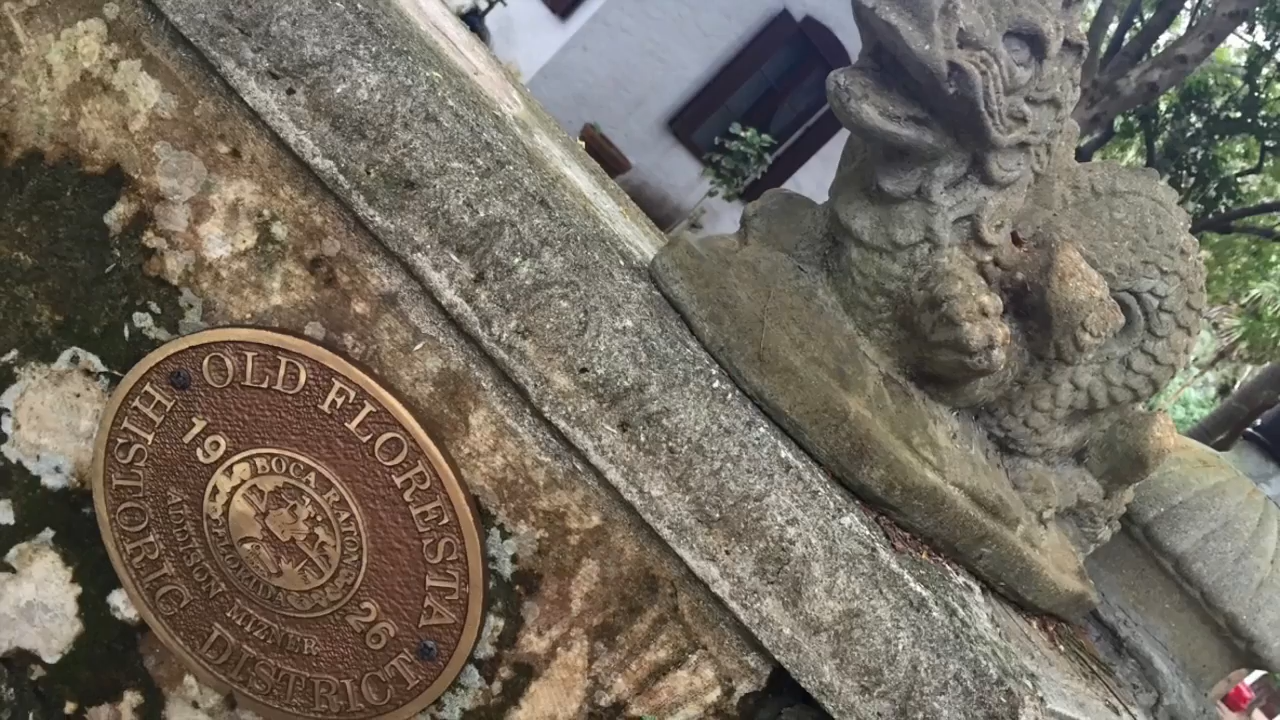 OLD FLORESTA
HISTORIC DISTRICT
19 26
BOCA RATON
FLORIDA
ADDISON MIZNER